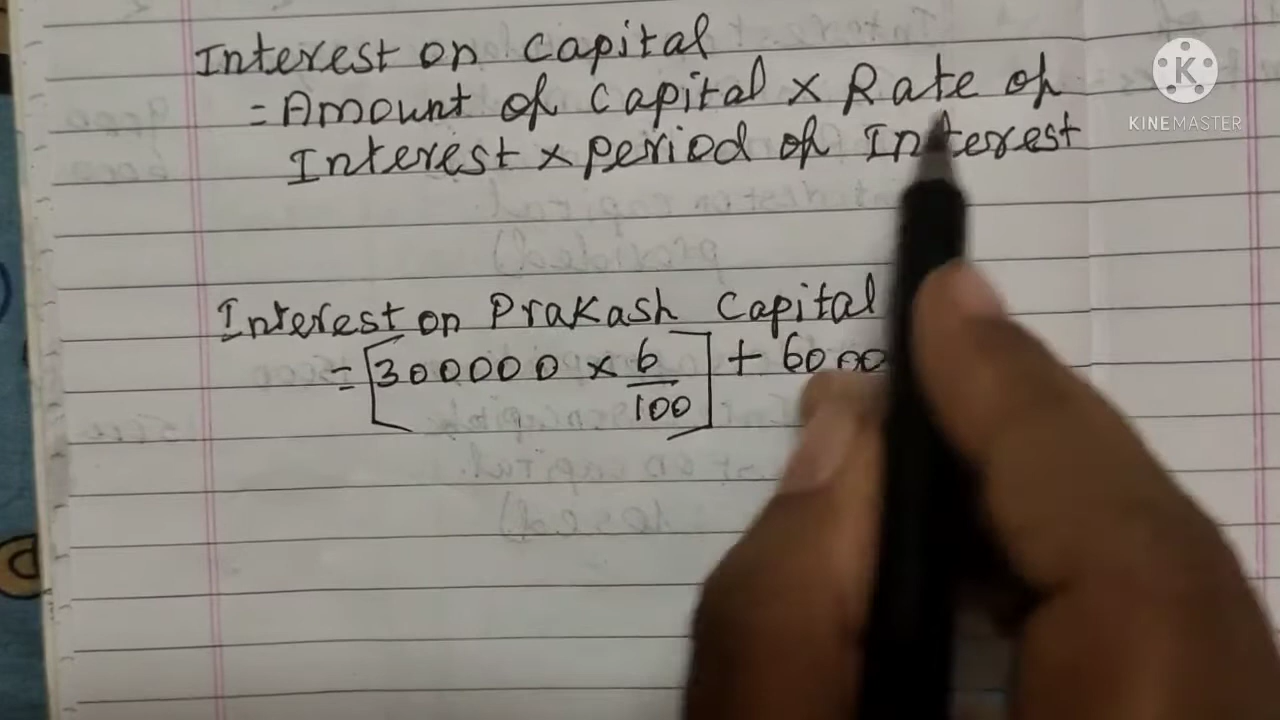 Interest on Capital
= Amount of Capital × Rate of
Interest × period of Interest
Interest on Prakash Capital
= [300000 × 6/100] + 6000
K
KINEMASTER